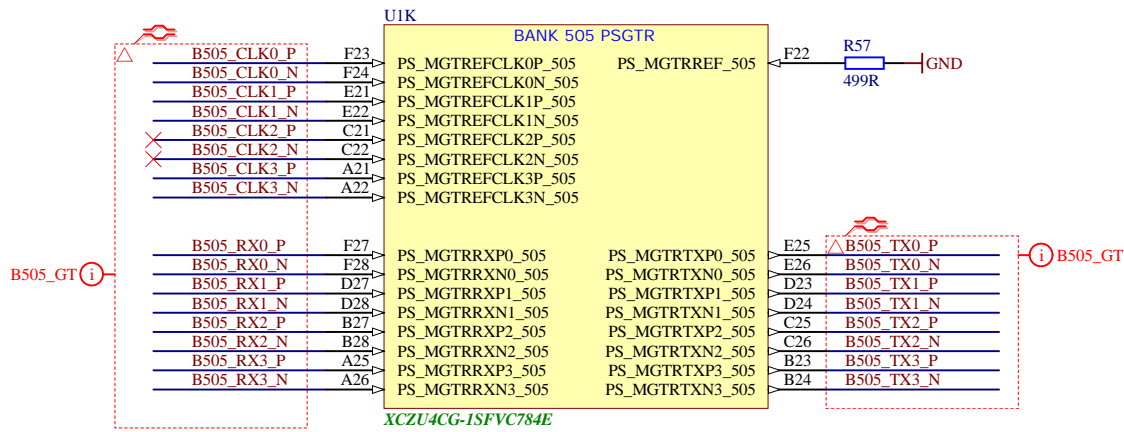 U1K
BANK 505 PSGTR
B505_CLK0_P F23 PS_MGTREFCLK0P_505 PS_MGTRREF_505 F22 R57 499R GND
B505_CLK0_N F24 PS_MGTREFCLK0N_505
B505_CLK1_P E21 PS_MGTREFCLK1P_505
B505_CLK1_N E22 PS_MGTREFCLK1N_505
B505_CLK2_P C21 PS_MGTREFCLK2P_505
B505_CLK2_N C22 PS_MGTREFCLK2N_505
B505_CLK3_P A21 PS_MGTREFCLK3P_505
B505_CLK3_N A22 PS_MGTREFCLK3N_505
B505_RX0_P F27 PS_MGTRRXP0_505 PS_MGTRTXP0_505 E25 B505_TX0_P
B505_GT i B505_RX0_N F28 PS_MGTRRXN0_505 PS_MGTRTXN0_505 E26 B505_TX0_N i B505_GT
B505_RX1_P D27 PS_MGTRRXP1_505 PS_MGTRTXP1_505 D23 B505_TX1_P
B505_RX1_N D28 PS_MGTRRXN1_505 PS_MGTRTXN1_505 D24 B505_TX1_N
B505_RX2_P B27 PS_MGTRRXP2_505 PS_MGTRTXP2_505 C25 B505_TX2_P
B505_RX2_N B28 PS_MGTRRXN2_505 PS_MGTRTXN2_505 C26 B505_TX2_N
B505_RX3_P A25 PS_MGTRRXP3_505 PS_MGTRTXP3_505 B23 B505_TX3_P
B505_RX3_N A26 PS_MGTRRXN3_505 PS_MGTRTXN3_505 B24 B505_TX3_N
XCZU4CG-1SFVC784E